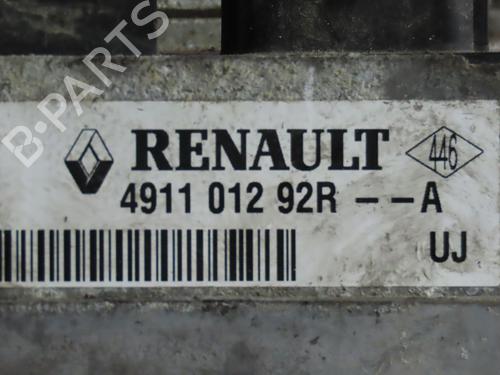 B-PARTS
RENAULT
446
4911 012 92R -- A
UJ